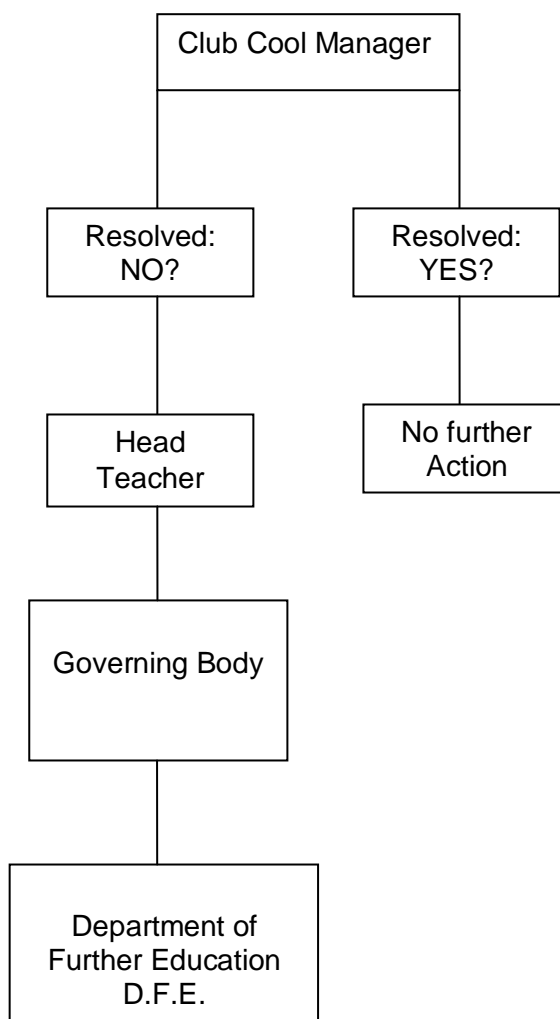 Club Cool Manager
Resolved:
NO?
Resolved:
YES?
Head
Teacher
No further
Action
Governing Body
Department of
Further Education
D.F.E.